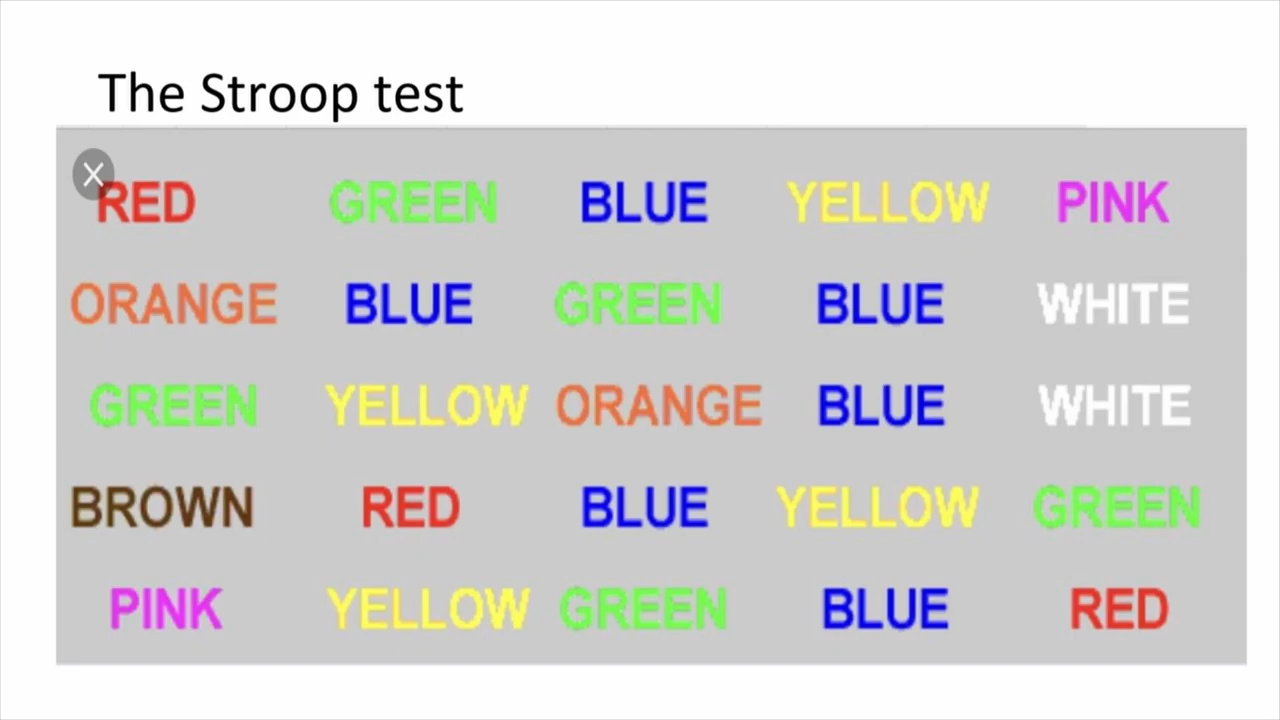 The Stroop test
RED GREEN BLUE YELLOW PINK
ORANGE BLUE GREEN BLUE WHITE
GREEN YELLOW ORANGE BLUE WHITE
BROWN RED BLUE YELLOW GREEN
PINK YELLOW GREEN BLUE RED